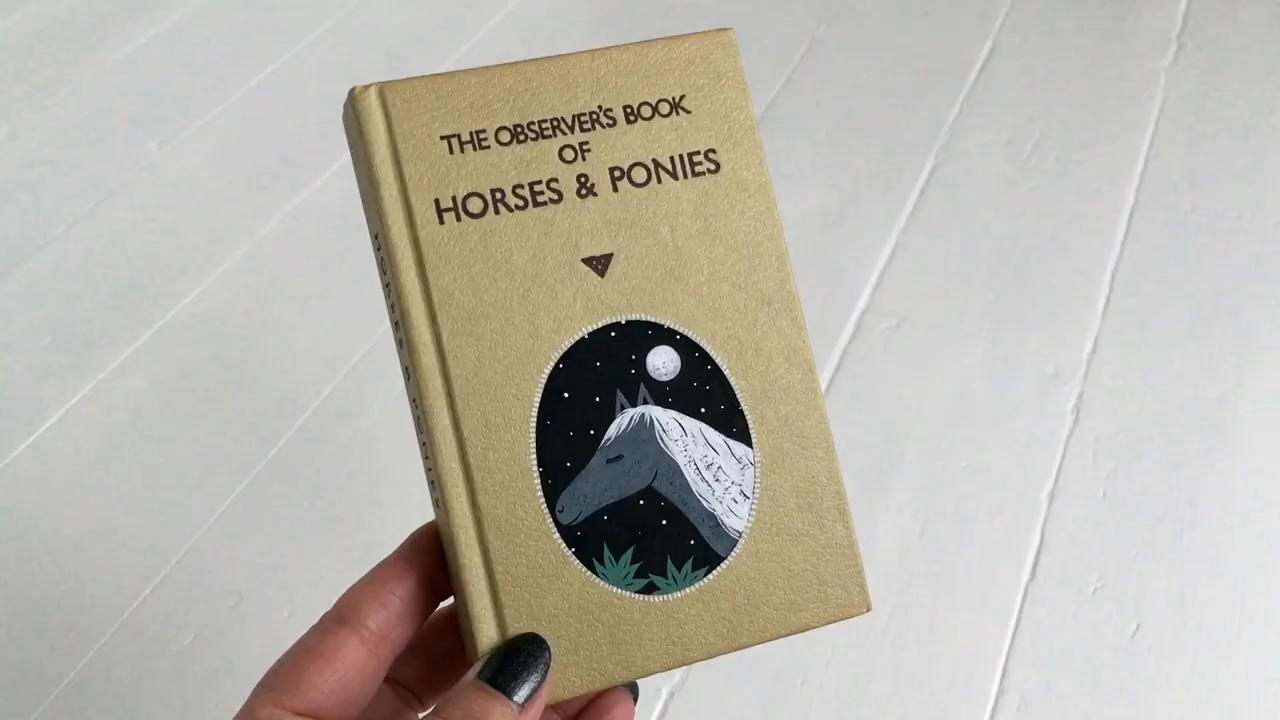 THE OBSERVER'S BOOK
OF
HORSES & PONIES
HORSES & PONIES